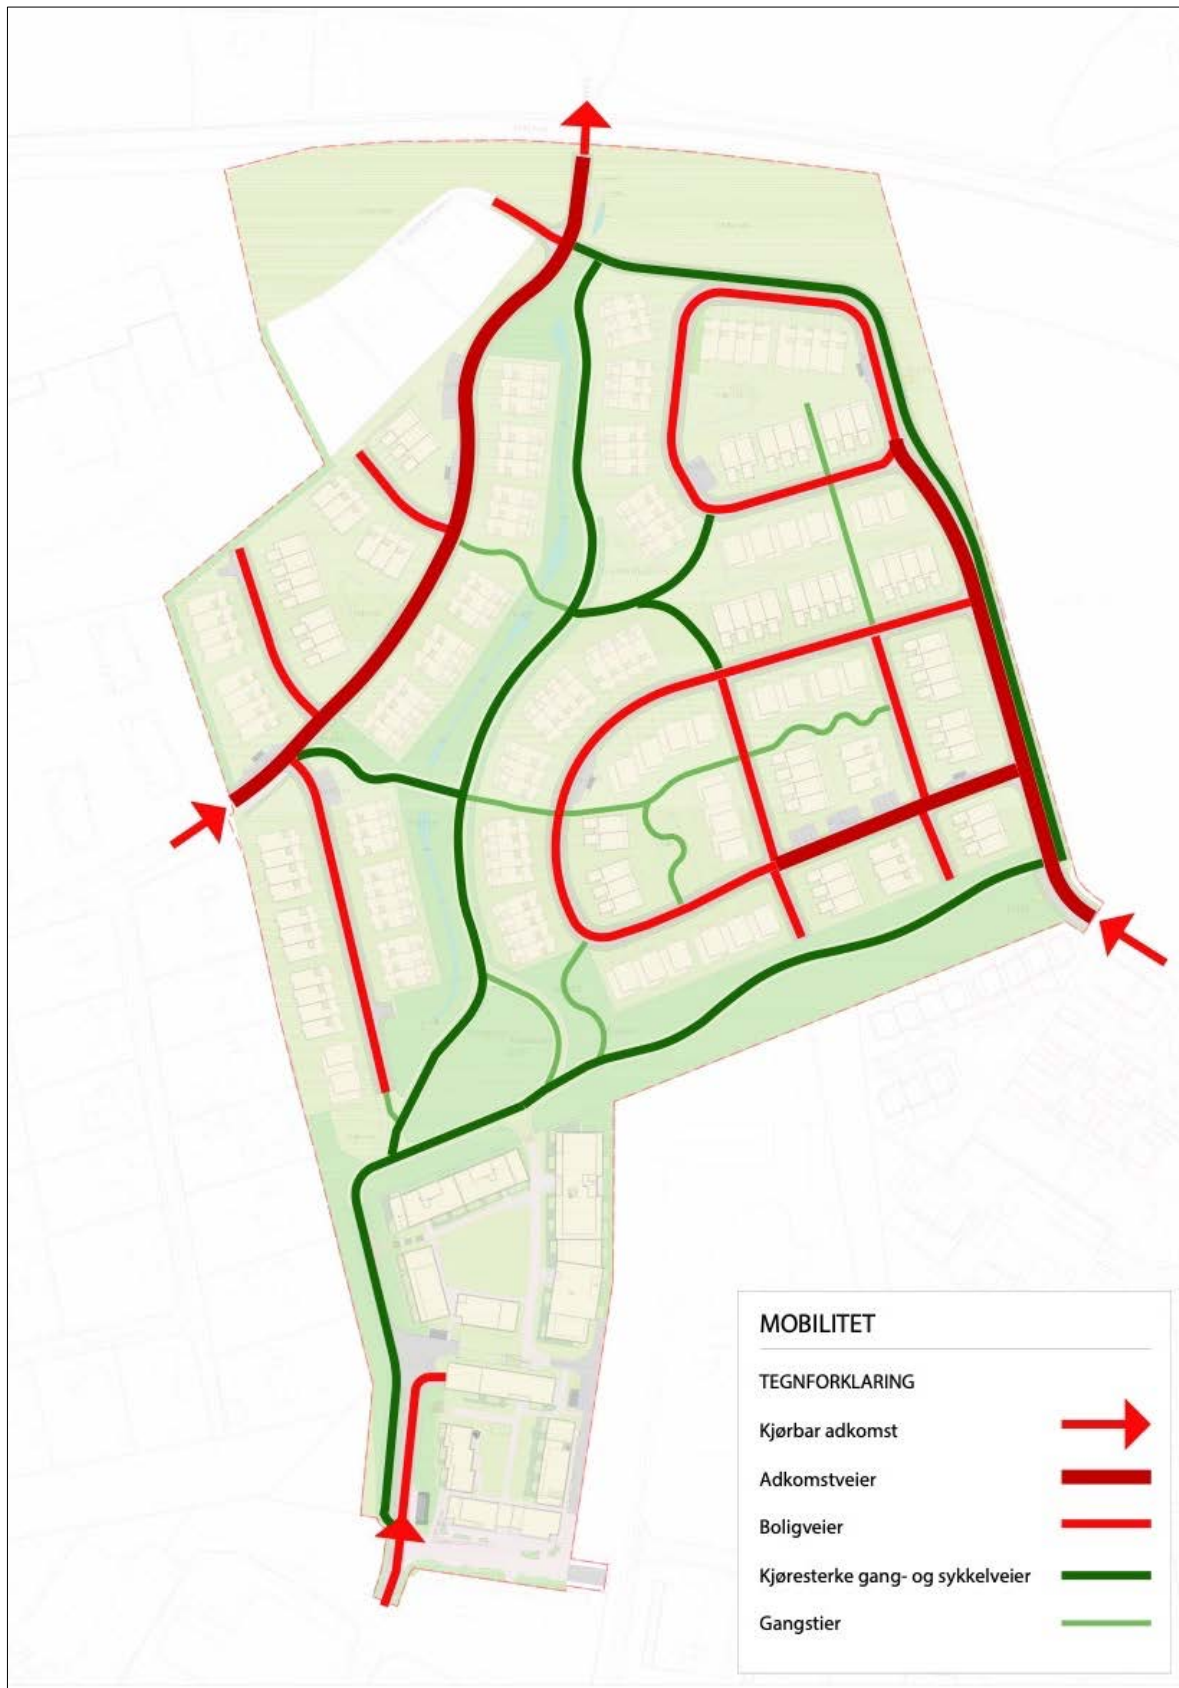 MOBILITET
TEGNFORKLARING
Kjørbar adkomst
Adkomstveier
Boligveier
Kjøresterke gang- og sykkelveier
Gangstier